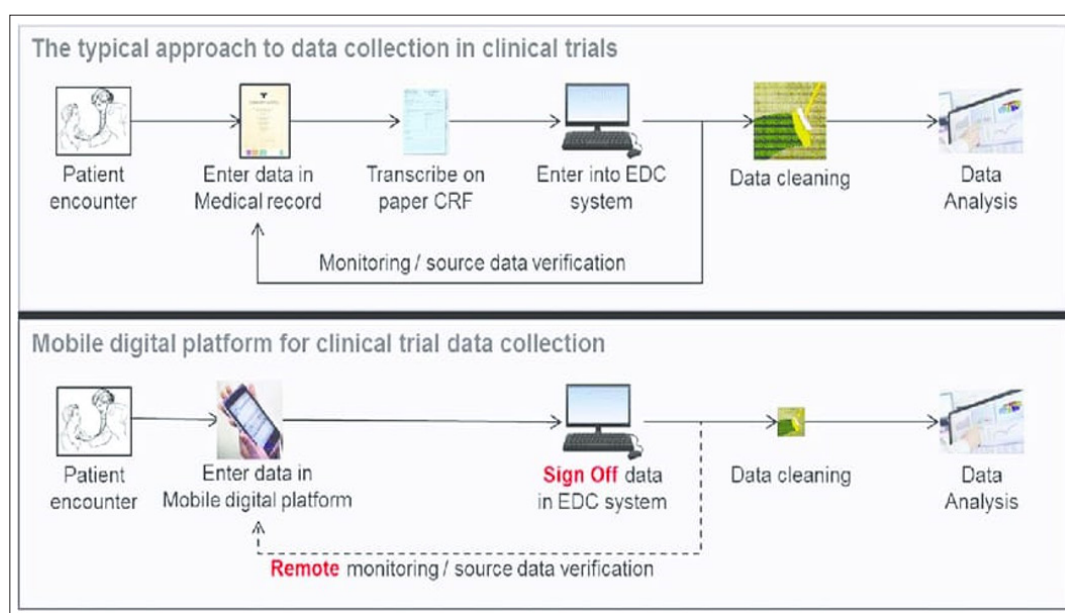 The typical approach to data collection in clinical trials
Patient
encounter
Enter data in
Medical record
Transcribe on
paper CRF
Enter into EDC
system
Data cleaning
Data
Analysis
Monitoring / source data verification
Mobile digital platform for clinical trial data collection
Patient
encounter
Enter data in
Mobile digital platform
Sign Off data
in EDC system
Data cleaning
Data
Analysis
Remote monitoring / source data verification